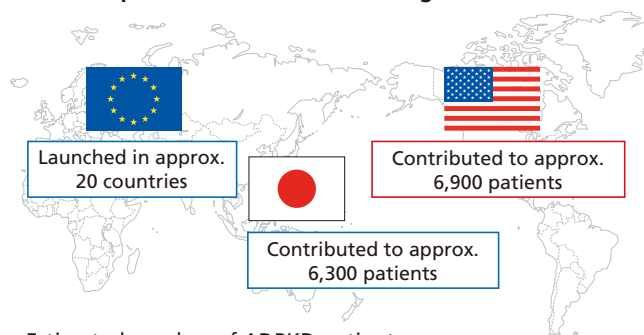 Launched in approx.
20 countries
Contributed to approx.
6,900 patients
Contributed to approx.
6,300 patients